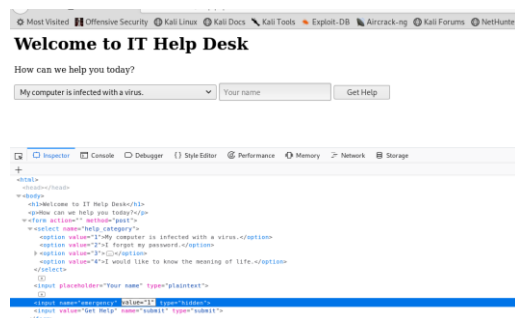 Most Visited Offensive Security Kali Linux Kali Docs Kali Tools Exploit-DB Aircrack-ng Kali Forums NetHunte
Welcome to IT Help Desk
How can we help you today?
My computer is infected with a virus. Your name Get Help
Inspector Console Debugger {} Style Editor Performance Memory Network Storage
+
<html>
<head></head>
<body>
<h1>Welcome to IT Help Desk</h1>
<p>How can we help you today?</p>
<form action="" method="post">
<select name="help_category">
<option value="1">My computer is infected with a virus.</option>
<option value="2">I forgot my password.</option>
<option value="3"></option>
<option value="4">I would like to know the meaning of life.</option>
</select>
<input placeholder="Your name" type="plaintext">
<input name="emergency" value="1" type="hidden">
<input value="Get Help" name="submit" type="submit">